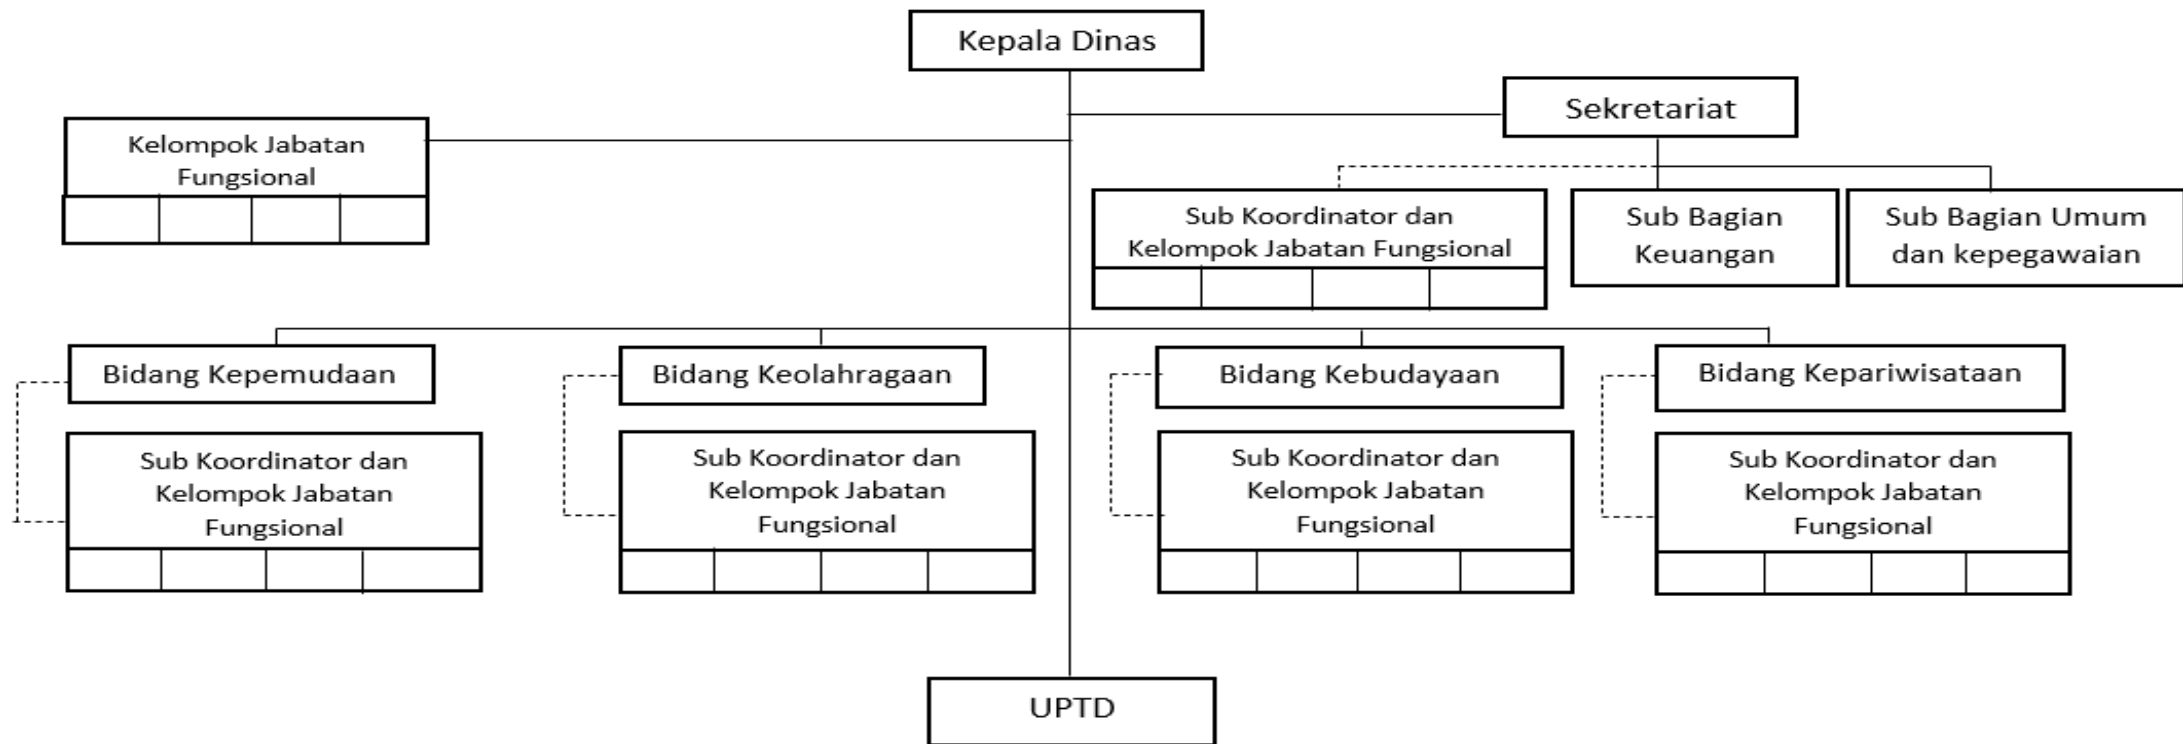 Kepala Dinas
Sekretariat
Kelompok Jabatan
Fungsional
Sub Koordinator dan
Kelompok Jabatan Fungsional
Sub Bagian
Keuangan
Sub Bagian Umum
dan kepegawaian
Bidang Kepemudaan
Bidang Keolahragaan
Bidang Kebudayaan
Bidang Kepariwisataan
Sub Koordinator dan
Kelompok Jabatan
Fungsional
Sub Koordinator dan
Kelompok Jabatan
Fungsional
Sub Koordinator dan
Kelompok Jabatan
Fungsional
Sub Koordinator dan
Kelompok Jabatan
Fungsional
UPTD